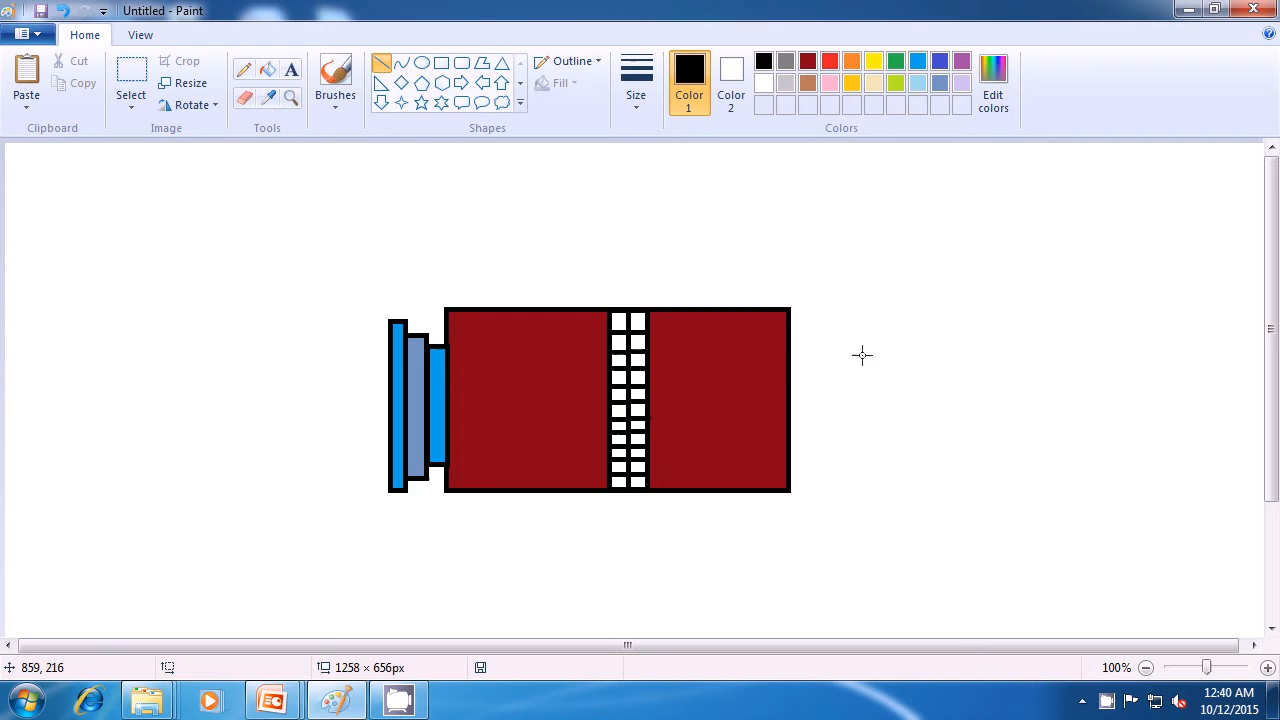 Untitled - Paint
Home
View
Paste
Cut
Copy
Clipboard
Select
Crop
Resize
Rotate
Image
Tools
Brushes
Shapes
Outline
Fill
Size
Color
1
Color
2
Edit
colors
Colors
859, 216
1258 × 656px
100%
12:40 AM
10/12/2015